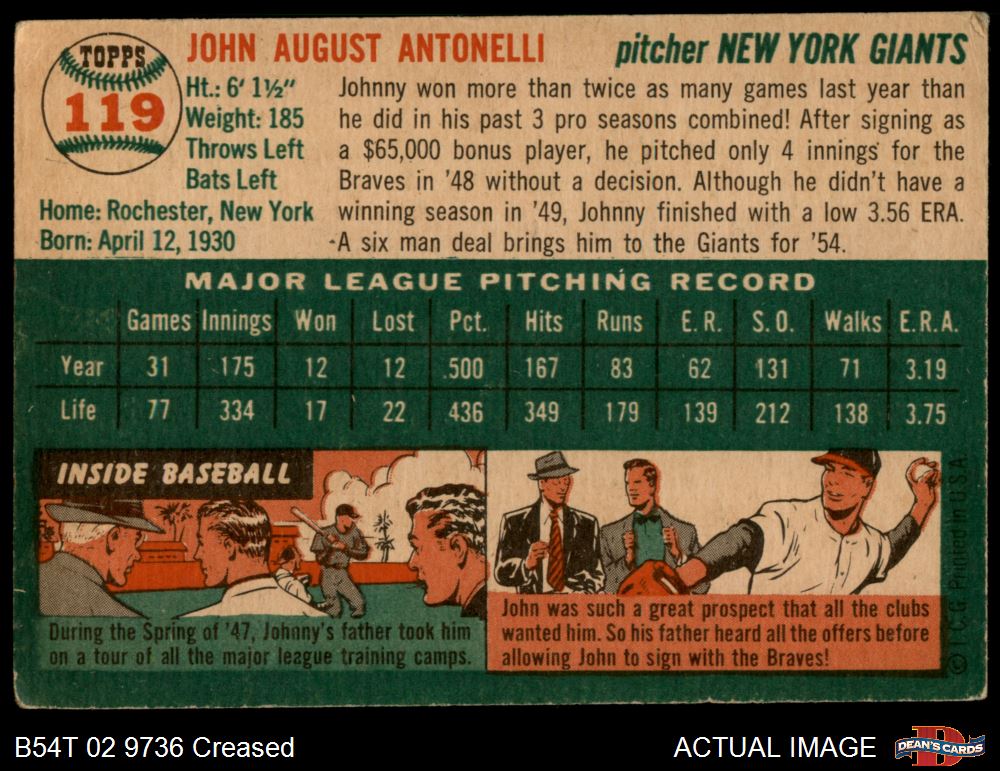 TOPPS
119
JOHN AUGUST ANTONELLI
pitcher NEW YORK GIANTS
Ht.: 6' 1½"
Weight: 185
Throws Left
Bats Left
Home: Rochester, New York
Born: April 12, 1930
Johnny won more than twice as many games last year than
he did in his past 3 pro seasons combined! After signing as
a $65,000 bonus player, he pitched only 4 innings for the
Braves in '48 without a decision. Although he didn't have a
winning season in '49, Johnny finished with a low 3.56 ERA.
A six man deal brings him to the Giants for '54.
MAJOR LEAGUE PITCHING RECORD
Games Innings Won Lost Pct. Hits Runs E. R. S. O. Walks E.R.A.
Year 31 175 12 12 .500 167 83 62 131 71 3.19
Life 77 334 17 22 436 349 179 139 212 138 3.75
INSIDE BASEBALL
During the Spring of '47, Johnny's father took him
on a tour of all the major league training camps.
John was such a great prospect that all the clubs
wanted him. So his father heard all the offers before
allowing John to sign with the Braves!
© T. C. G. Printed in U.S.A.
B54T 02 9736 Creased
ACTUAL IMAGE
DEAN'S CARDS